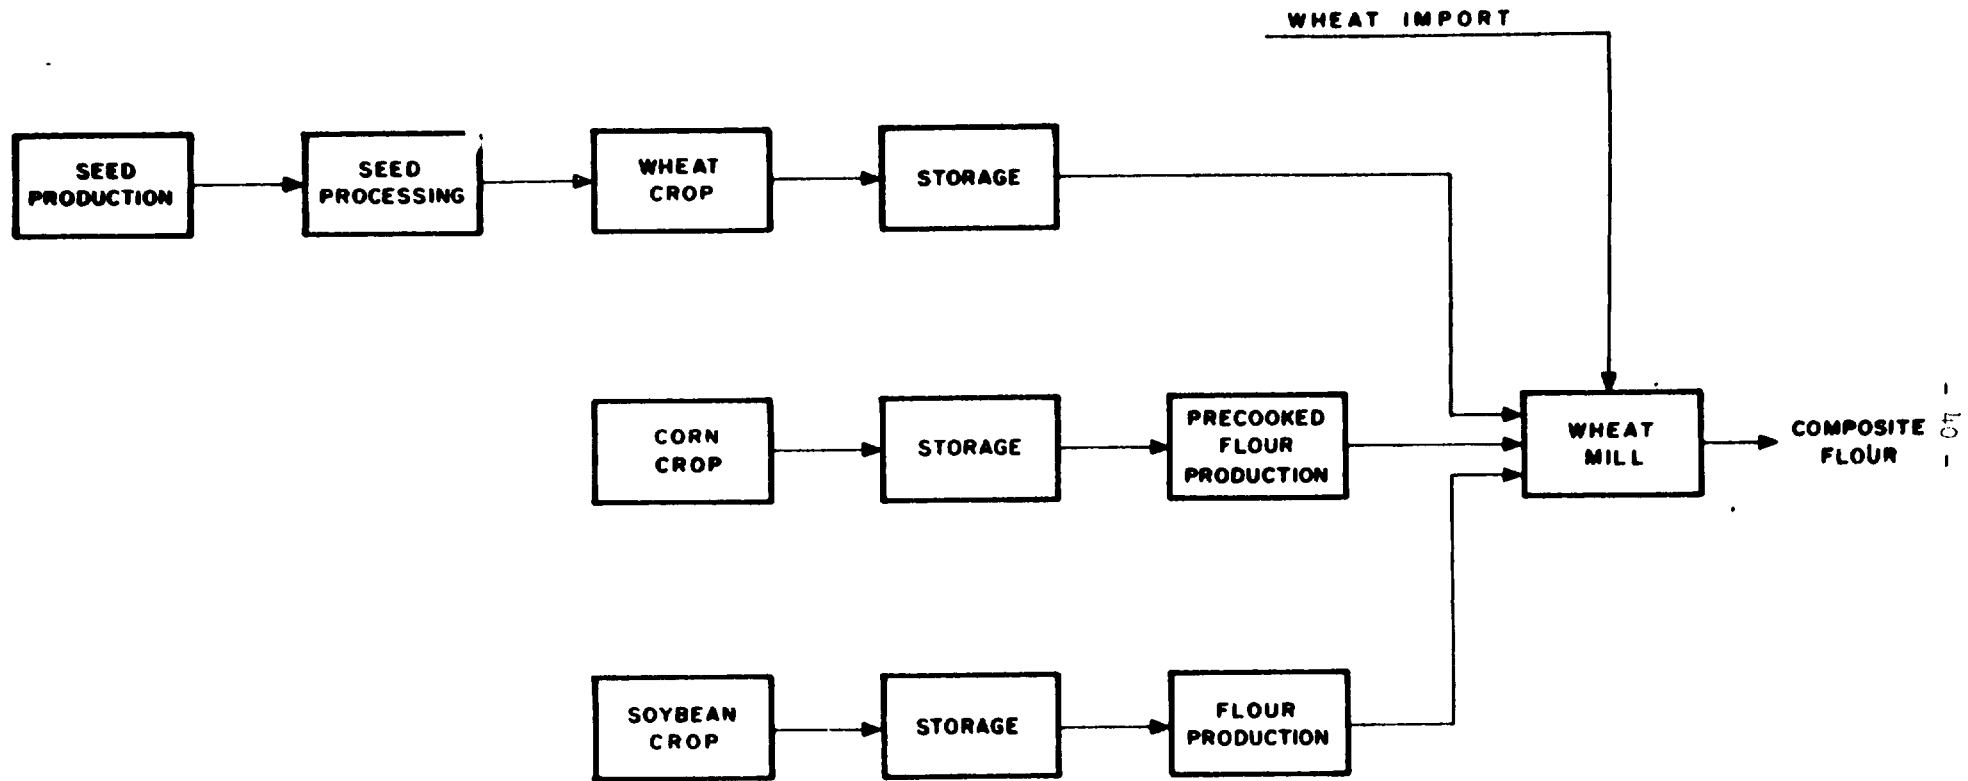 WHEAT IMPORT
SEED
PRODUCTION
SEED
PROCESSING
WHEAT
CROP
STORAGE
CORN
CROP
STORAGE
PRECOOKED
FLOUR
PRODUCTION
WHEAT
MILL
COMPOSITE
FLOUR
- 40 -
SOYBEAN
CROP
STORAGE
FLOUR
PRODUCTION